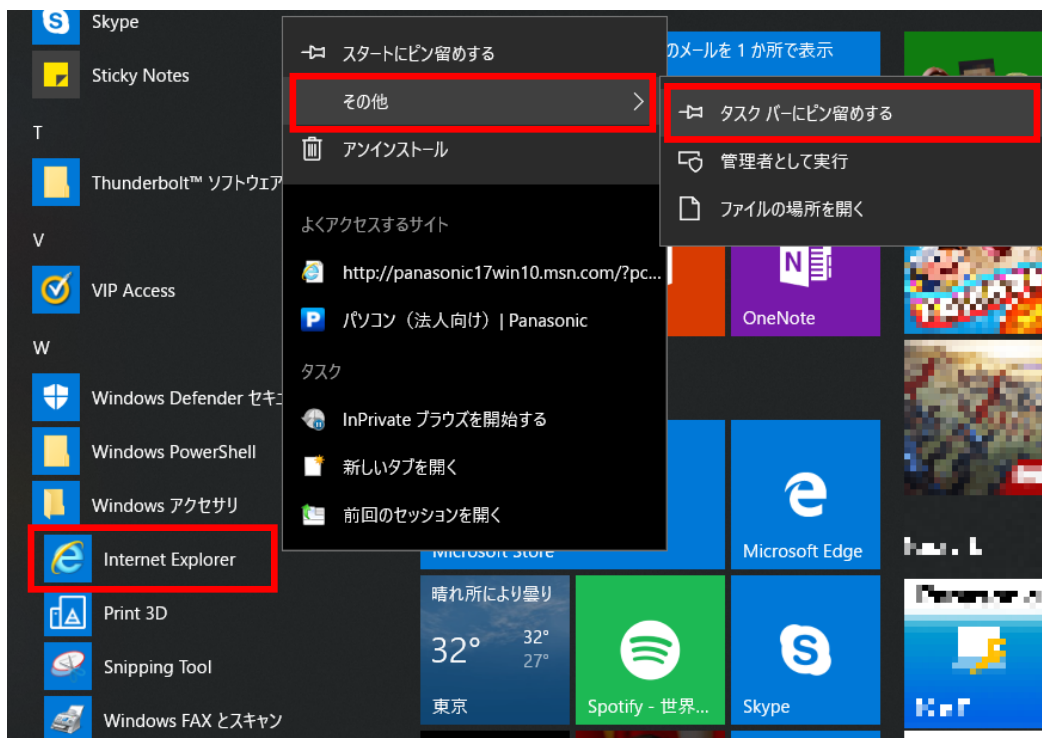 Skype
Sticky Notes
T
Thunderbolt™ ソフトウェア
V
VIP Access
W
Windows Defender セキュ
Windows PowerShell
Windows アクセサリ
Internet Explorer
Print 3D
Snipping Tool
Windows FAX とスキャン
スタートにピン留めする
その他
アンインストール
よくアクセスするサイト
http://panasonic17win10.msn.com/?pc...
パソコン（法人向け）| Panasonic
タスク
InPrivate ブラウズを開始する
新しいタブを開く
前回のセッションを開く
タスク バーにピン留めする
管理者として実行
ファイルの場所を開く
のメールを 1 か所で表示
OneNote
Microsoft Store
Microsoft Edge
晴れ所により曇り
32°
32°
27°
東京
Spotify - 世界...
Skype